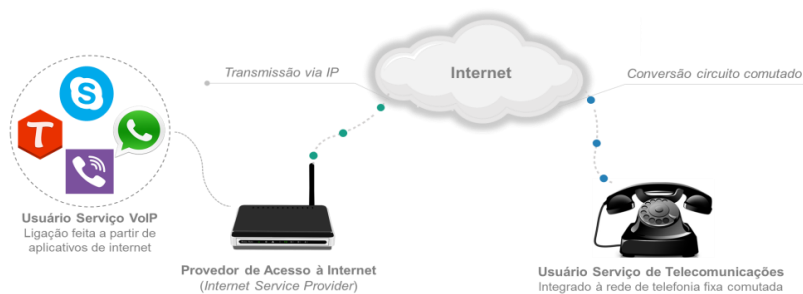 Transmissão via IP
Internet
Conversão circuito comutado
Usuário Serviço VoIP
Ligação feita a partir de
aplicativos de internet
Provedor de Acesso à Internet
(Internet Service Provider)
Usuário Serviço de Telecomunicações
Integrado à rede de telefonia fixa comutada